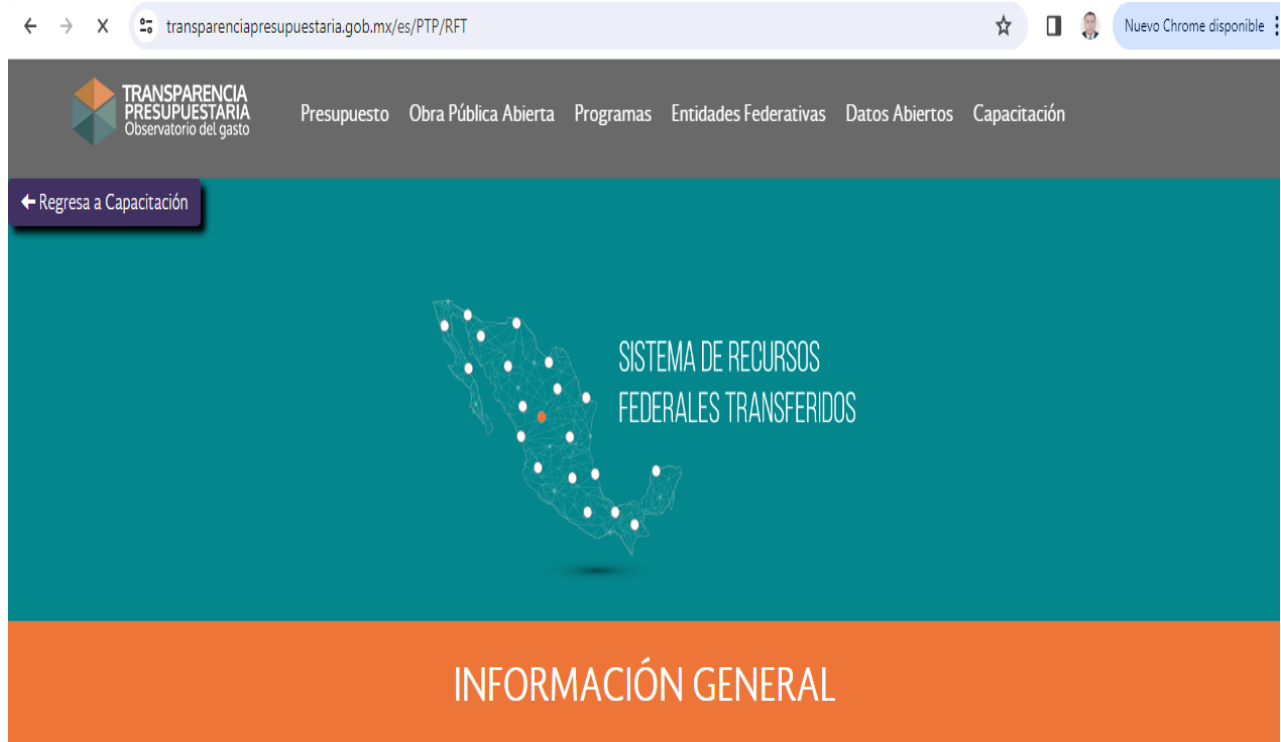 transparenciapresupuestaria.gob.mx/es/PTP/RFT
Nuevo Chrome disponible
TRANSPARENCIA
PRESUPUESTARIA
Observatorio del gasto
Presupuesto Obra Pública Abierta Programas Entidades Federativas Datos Abiertos Capacitación
Regresa a Capacitación
SISTEMA DE RECURSOS
FEDERALES TRANSFERIDOS
INFORMACIÓN GENERAL